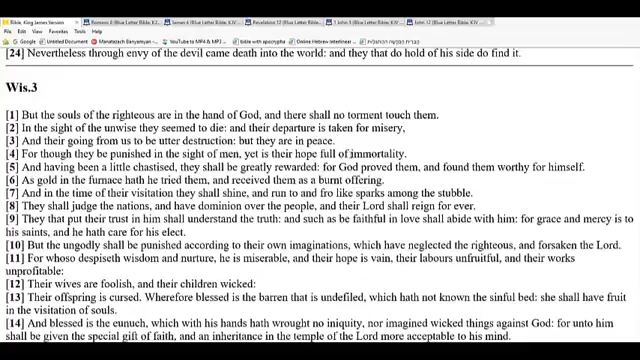 Bible, King James Version
Romans 8 (Blue Letter Bible, KJV
James 4 (Blue Letter Bible, KJV
Revelation 12 (Blue Letter Bible
1 John 3 (Blue Letter Bible, KJV
John 12 (Blue Letter Bible, KJV
File Edit View Favorites Tools Help
Google Untitled Document YouTube to MP4 & MP3 Bible with apocrypha Online Hebrew Interlinear
[24] Nevertheless through envy of the devil came death into the world: and they that do hold of his side do find it.
Wis.3
[1] But the souls of the righteous are in the hand of God, and there shall no torment touch them.
[2] In the sight of the unwise they seemed to die: and their departure is taken for misery,
[3] And their going from us to be utter destruction: but they are in peace.
[4] For though they be punished in the sight of men, yet is their hope full of immortality.
[5] And having been a little chastised, they shall be greatly rewarded: for God proved them, and found them worthy for himself.
[6] As gold in the furnace hath he tried them, and received them as a burnt offering.
[7] And in the time of their visitation they shall shine, and run to and fro like sparks among the stubble.
[8] They shall judge the nations, and have dominion over the people, and their Lord shall reign for ever.
[9] They that put their trust in him shall understand the truth: and such as be faithful in love shall abide with him: for grace and mercy is to
his saints, and he hath care for his elect.
[10] But the ungodly shall be punished according to their own imaginations, which have neglected the righteous, and forsaken the Lord.
[11] For whoso despiseth wisdom and nurture, he is miserable, and their hope is vain, their labours unfruitful, and their works
unprofitable:
[12] Their wives are foolish, and their children wicked:
[13] Their offspring is cursed. Wherefore blessed is the barren that is undefiled, which hath not known the sinful bed: she shall have fruit
in the visitation of souls.
[14] And blessed is the eunuch, which with his hands hath wrought no iniquity, nor imagined wicked things against God: for unto him
shall be given the special gift of faith, and an inheritance in the temple of the Lord more acceptable to his mind.